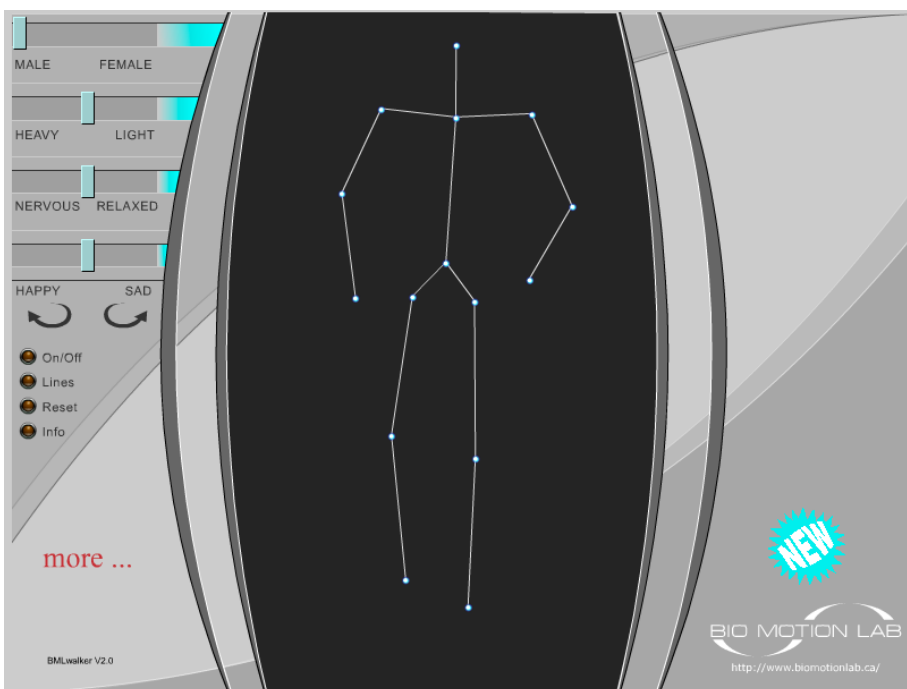 MALE FEMALE
HEAVY LIGHT
NERVOUS RELAXED
HAPPY SAD
On/Off
Lines
Reset
Info
more ...
NEW
BIO MOTION LAB
http://www.biomotionlab.ca/
BMLwalker V2.0